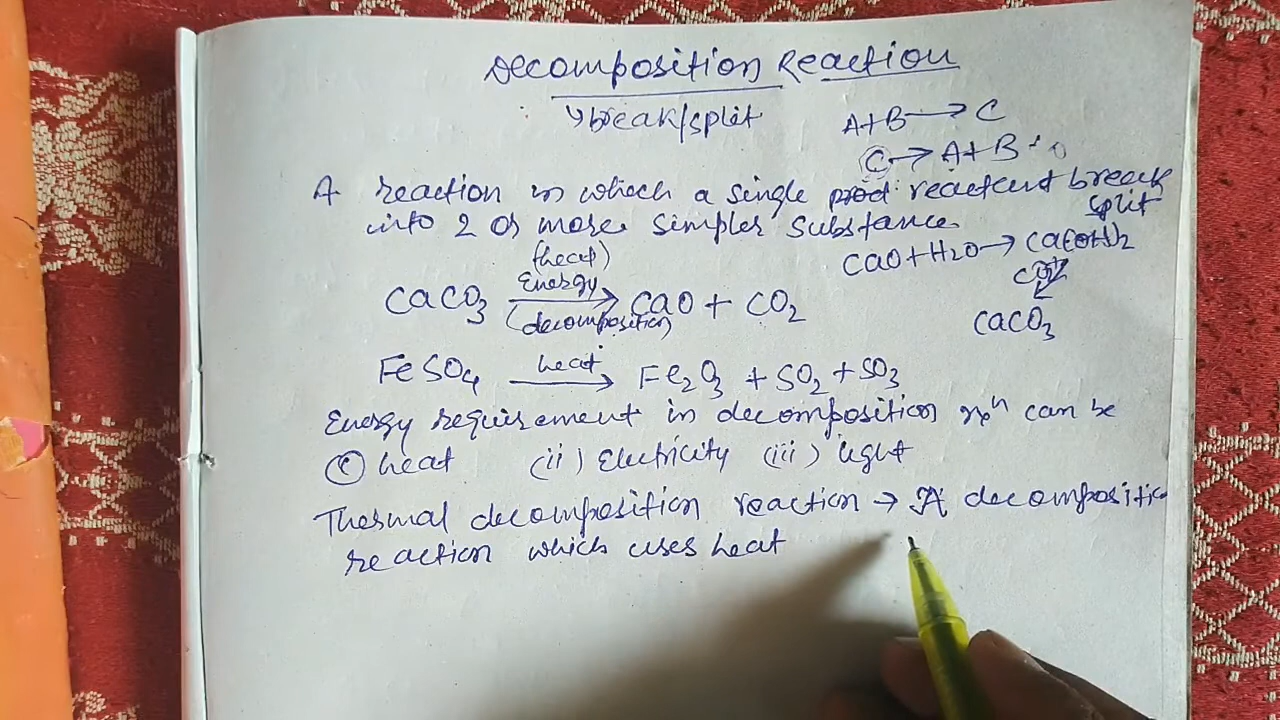 Decomposition Reaction
break/split
A+B → C
C → A+B
A reaction in which a single prod reactant break
split
into 2 or more simpler substance
(heat)
CaO + H2O → Ca(OH)2
Energy
CaCO3 → CaO + CO2
(decomposition)
CO2
CaCO3
heat
FeSO4 → Fe2O3 + SO2 + SO3
Energy requirement in decomposition rxn can be
(i) heat (ii) Electricity (iii) light
Thermal decomposition reaction → A decomposition
reaction which uses heat